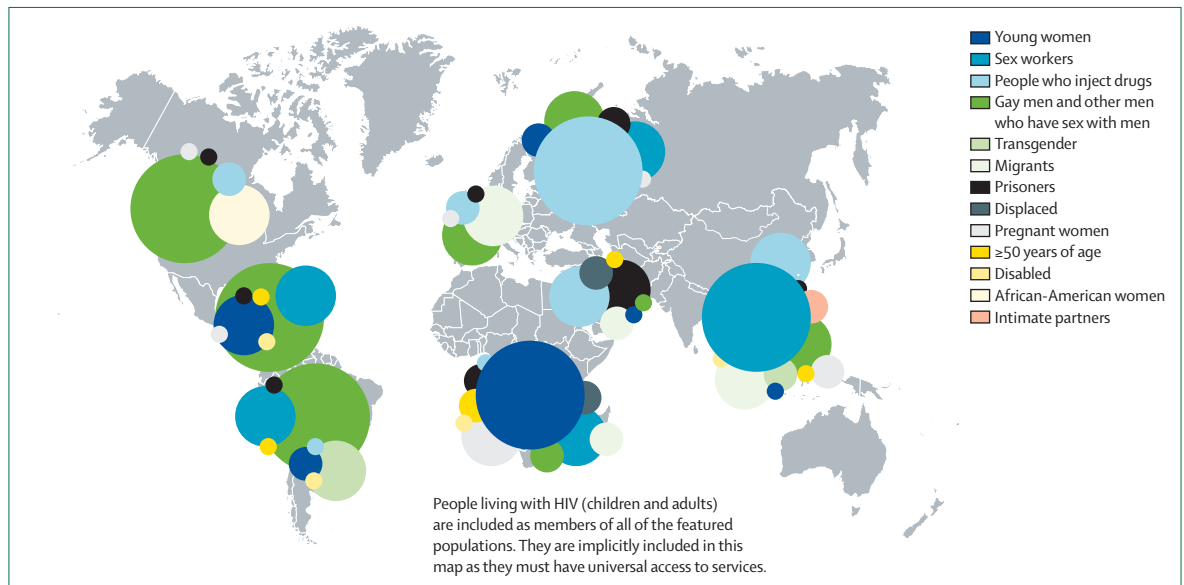 Young women
Sex workers
People who inject drugs
Gay men and other men
who have sex with men
Transgender
Migrants
Prisoners
Displaced
Pregnant women
≥50 years of age
Disabled
African-American women
Intimate partners
People living with HIV (children and adults)
are included as members of all of the featured
populations. They are implicitly included in this
map as they must have universal access to services.